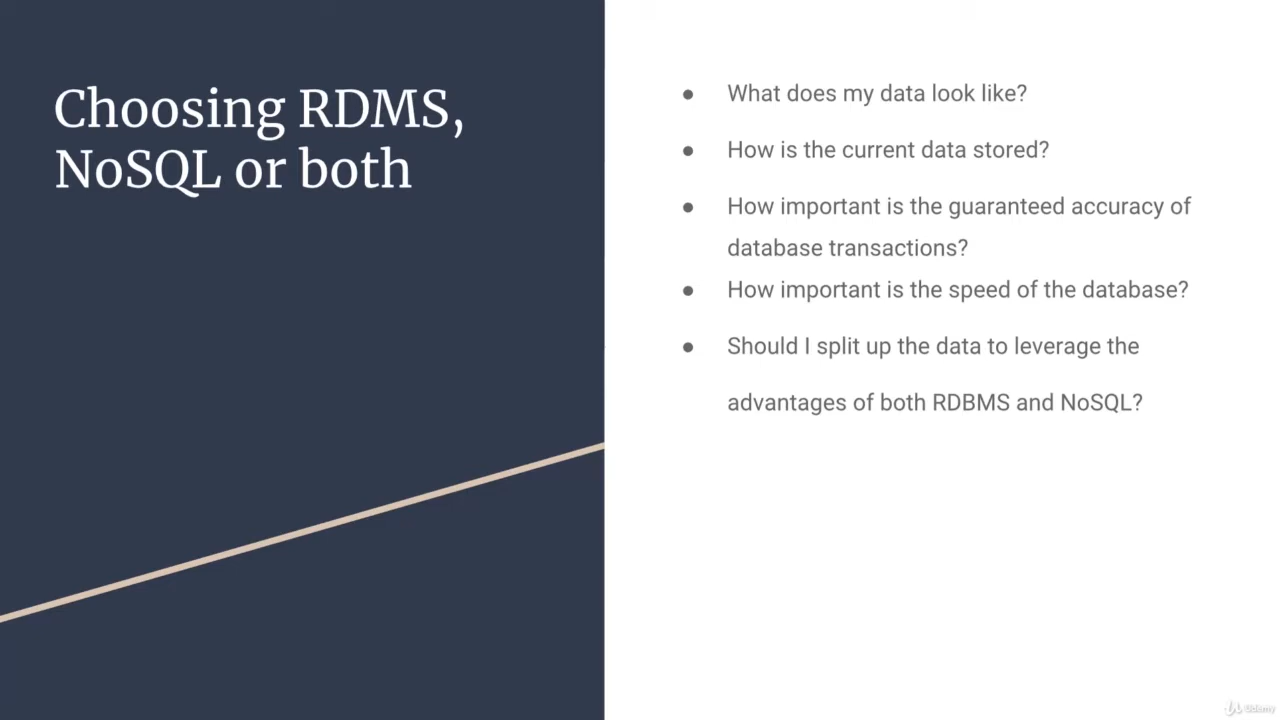 Choosing RDMS,
NoSQL or both
● What does my data look like?
● How is the current data stored?
● How important is the guaranteed accuracy of
database transactions?
● How important is the speed of the database?
● Should I split up the data to leverage the
advantages of both RDBMS and NoSQL?
Udemy